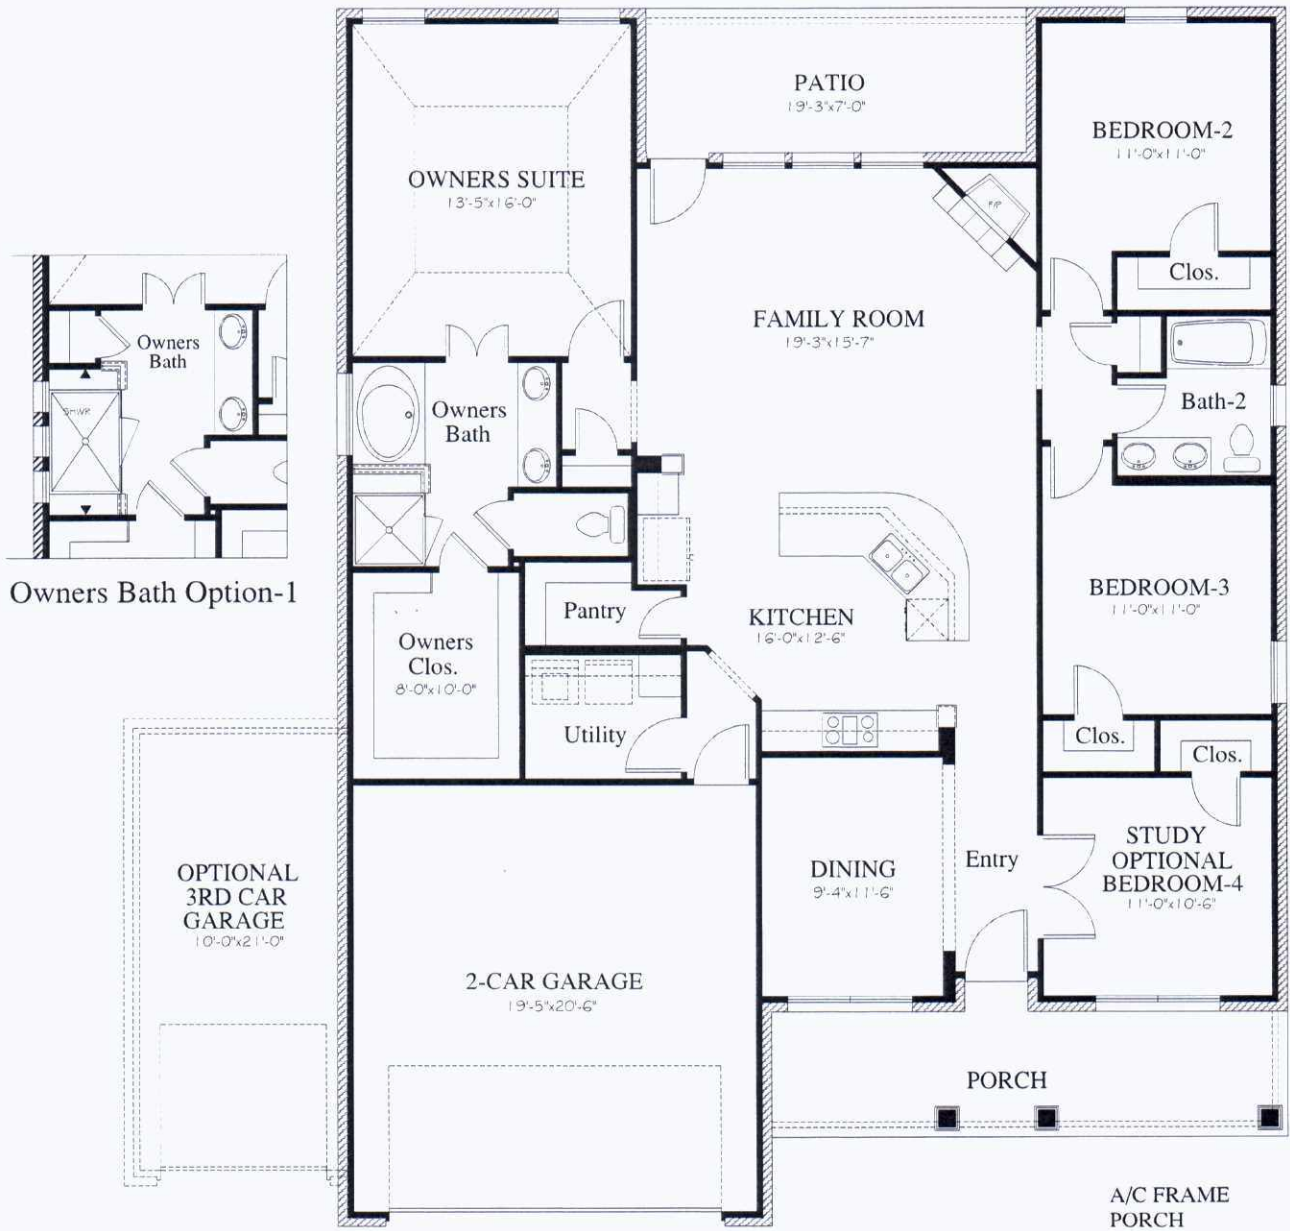 PATIO
19'-3"x7'-0"
BEDROOM-2
11'-0"x11'-0"
OWNERS SUITE
13'-5"x16'-0"
F/P
Clos.
FAMILY ROOM
19'-3"x15'-7"
Owners
Bath
SHWR
Owners Bath Option-1
Owners
Bath
Bath-2
Pantry
KITCHEN
16'-0"x12'-6"
BEDROOM-3
11'-0"x11'-0"
Owners
Clos.
8'-0"x10'-0"
Utility
Clos.
Clos.
OPTIONAL
3RD CAR
GARAGE
10'-0"x21'-0"
DINING
9'-4"x11'-6"
Entry
STUDY
OPTIONAL
BEDROOM-4
11'-0"x10'-6"
2-CAR GARAGE
19'-5"x20'-6"
PORCH
A/C FRAME
PORCH